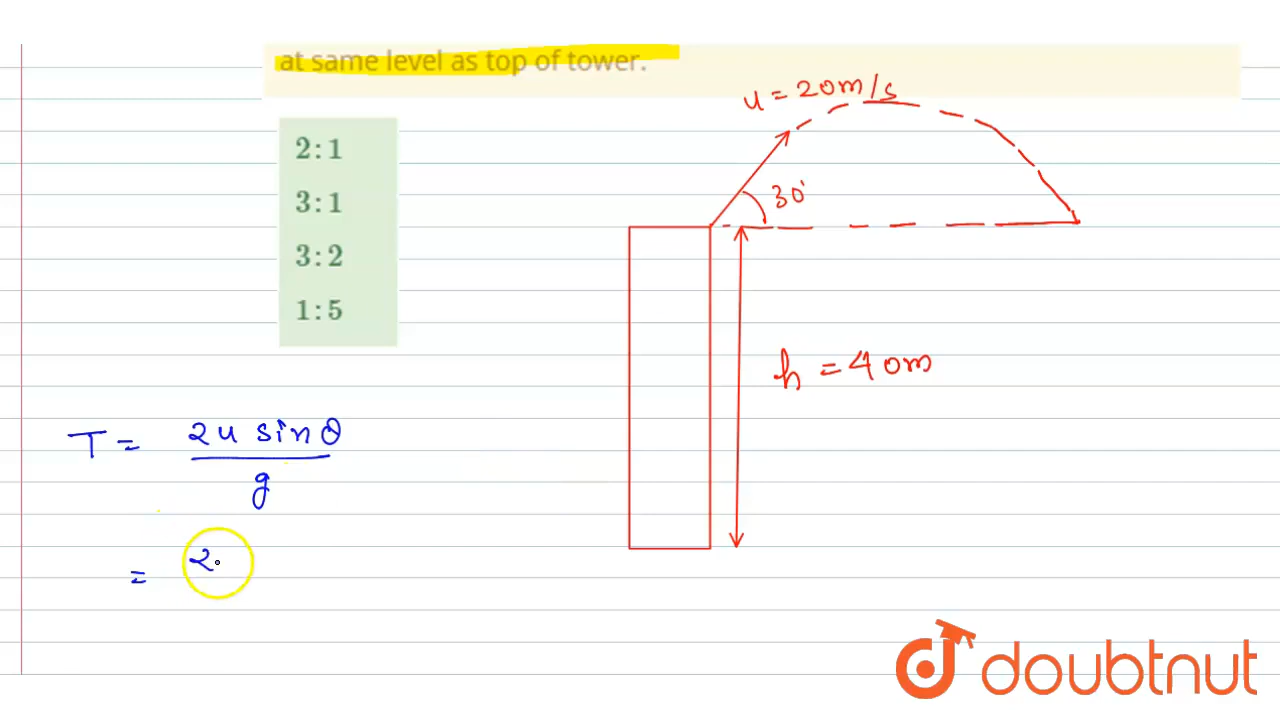 at same level as top of tower.
u = 20m/s
2 : 1
3 : 1
30°
3 : 2
1 : 5
h = 40m
T = 2u sinθ
g
= 2
doubtnut